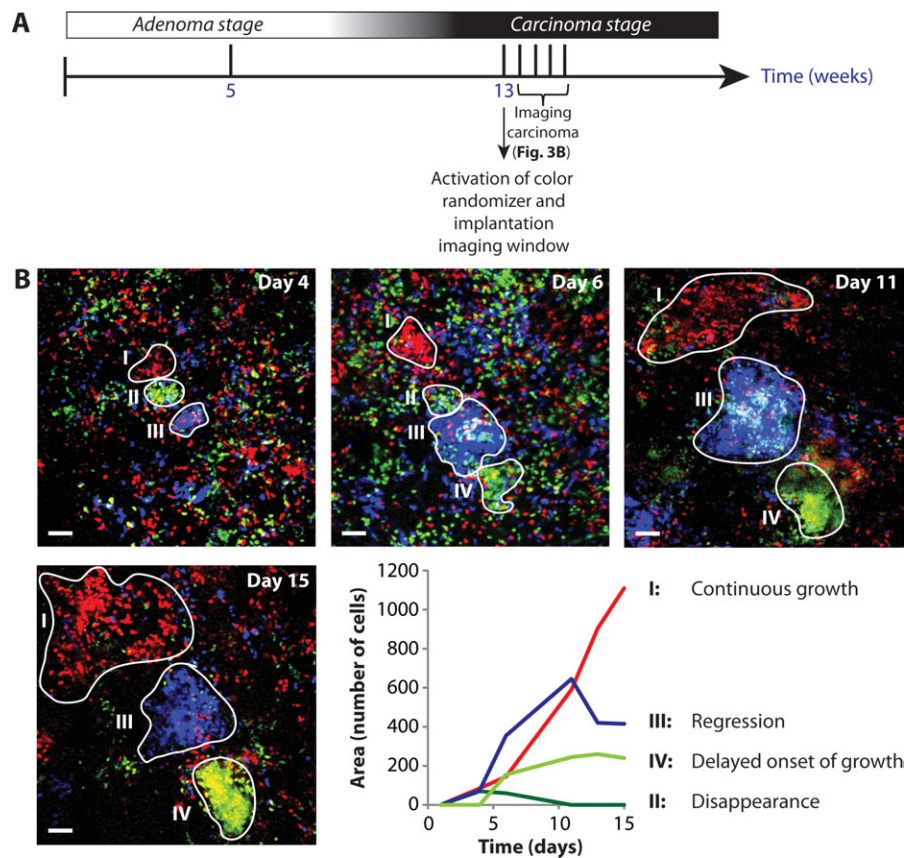 A
Adenoma stage
Carcinoma stage
Time (weeks)
5
13
Imaging
carcinoma
(Fig. 3B)
Activation of color
randomizer and
implantation
imaging window
B
Day 4
I
II
III
Day 6
I
II
III
IV
Day 11
I
III
IV
Day 15
I
III
IV
1200
1000
800
600
400
200
0
0
5
10
15
Area (number of cells)
Time (days)
I: Continuous growth
III: Regression
IV: Delayed onset of growth
II: Disappearance